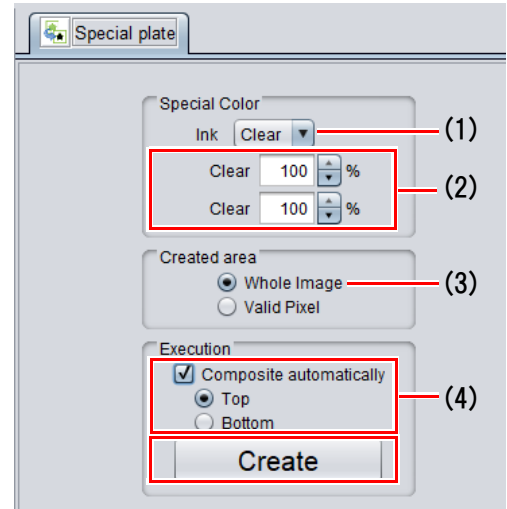 Special plate
Special Color
Ink Clear (1)
Clear 100 %
(2)
Clear 100 %
Created area
Whole Image (3)
Valid Pixel
Execution
Composite automatically
Top (4)
Bottom
Create